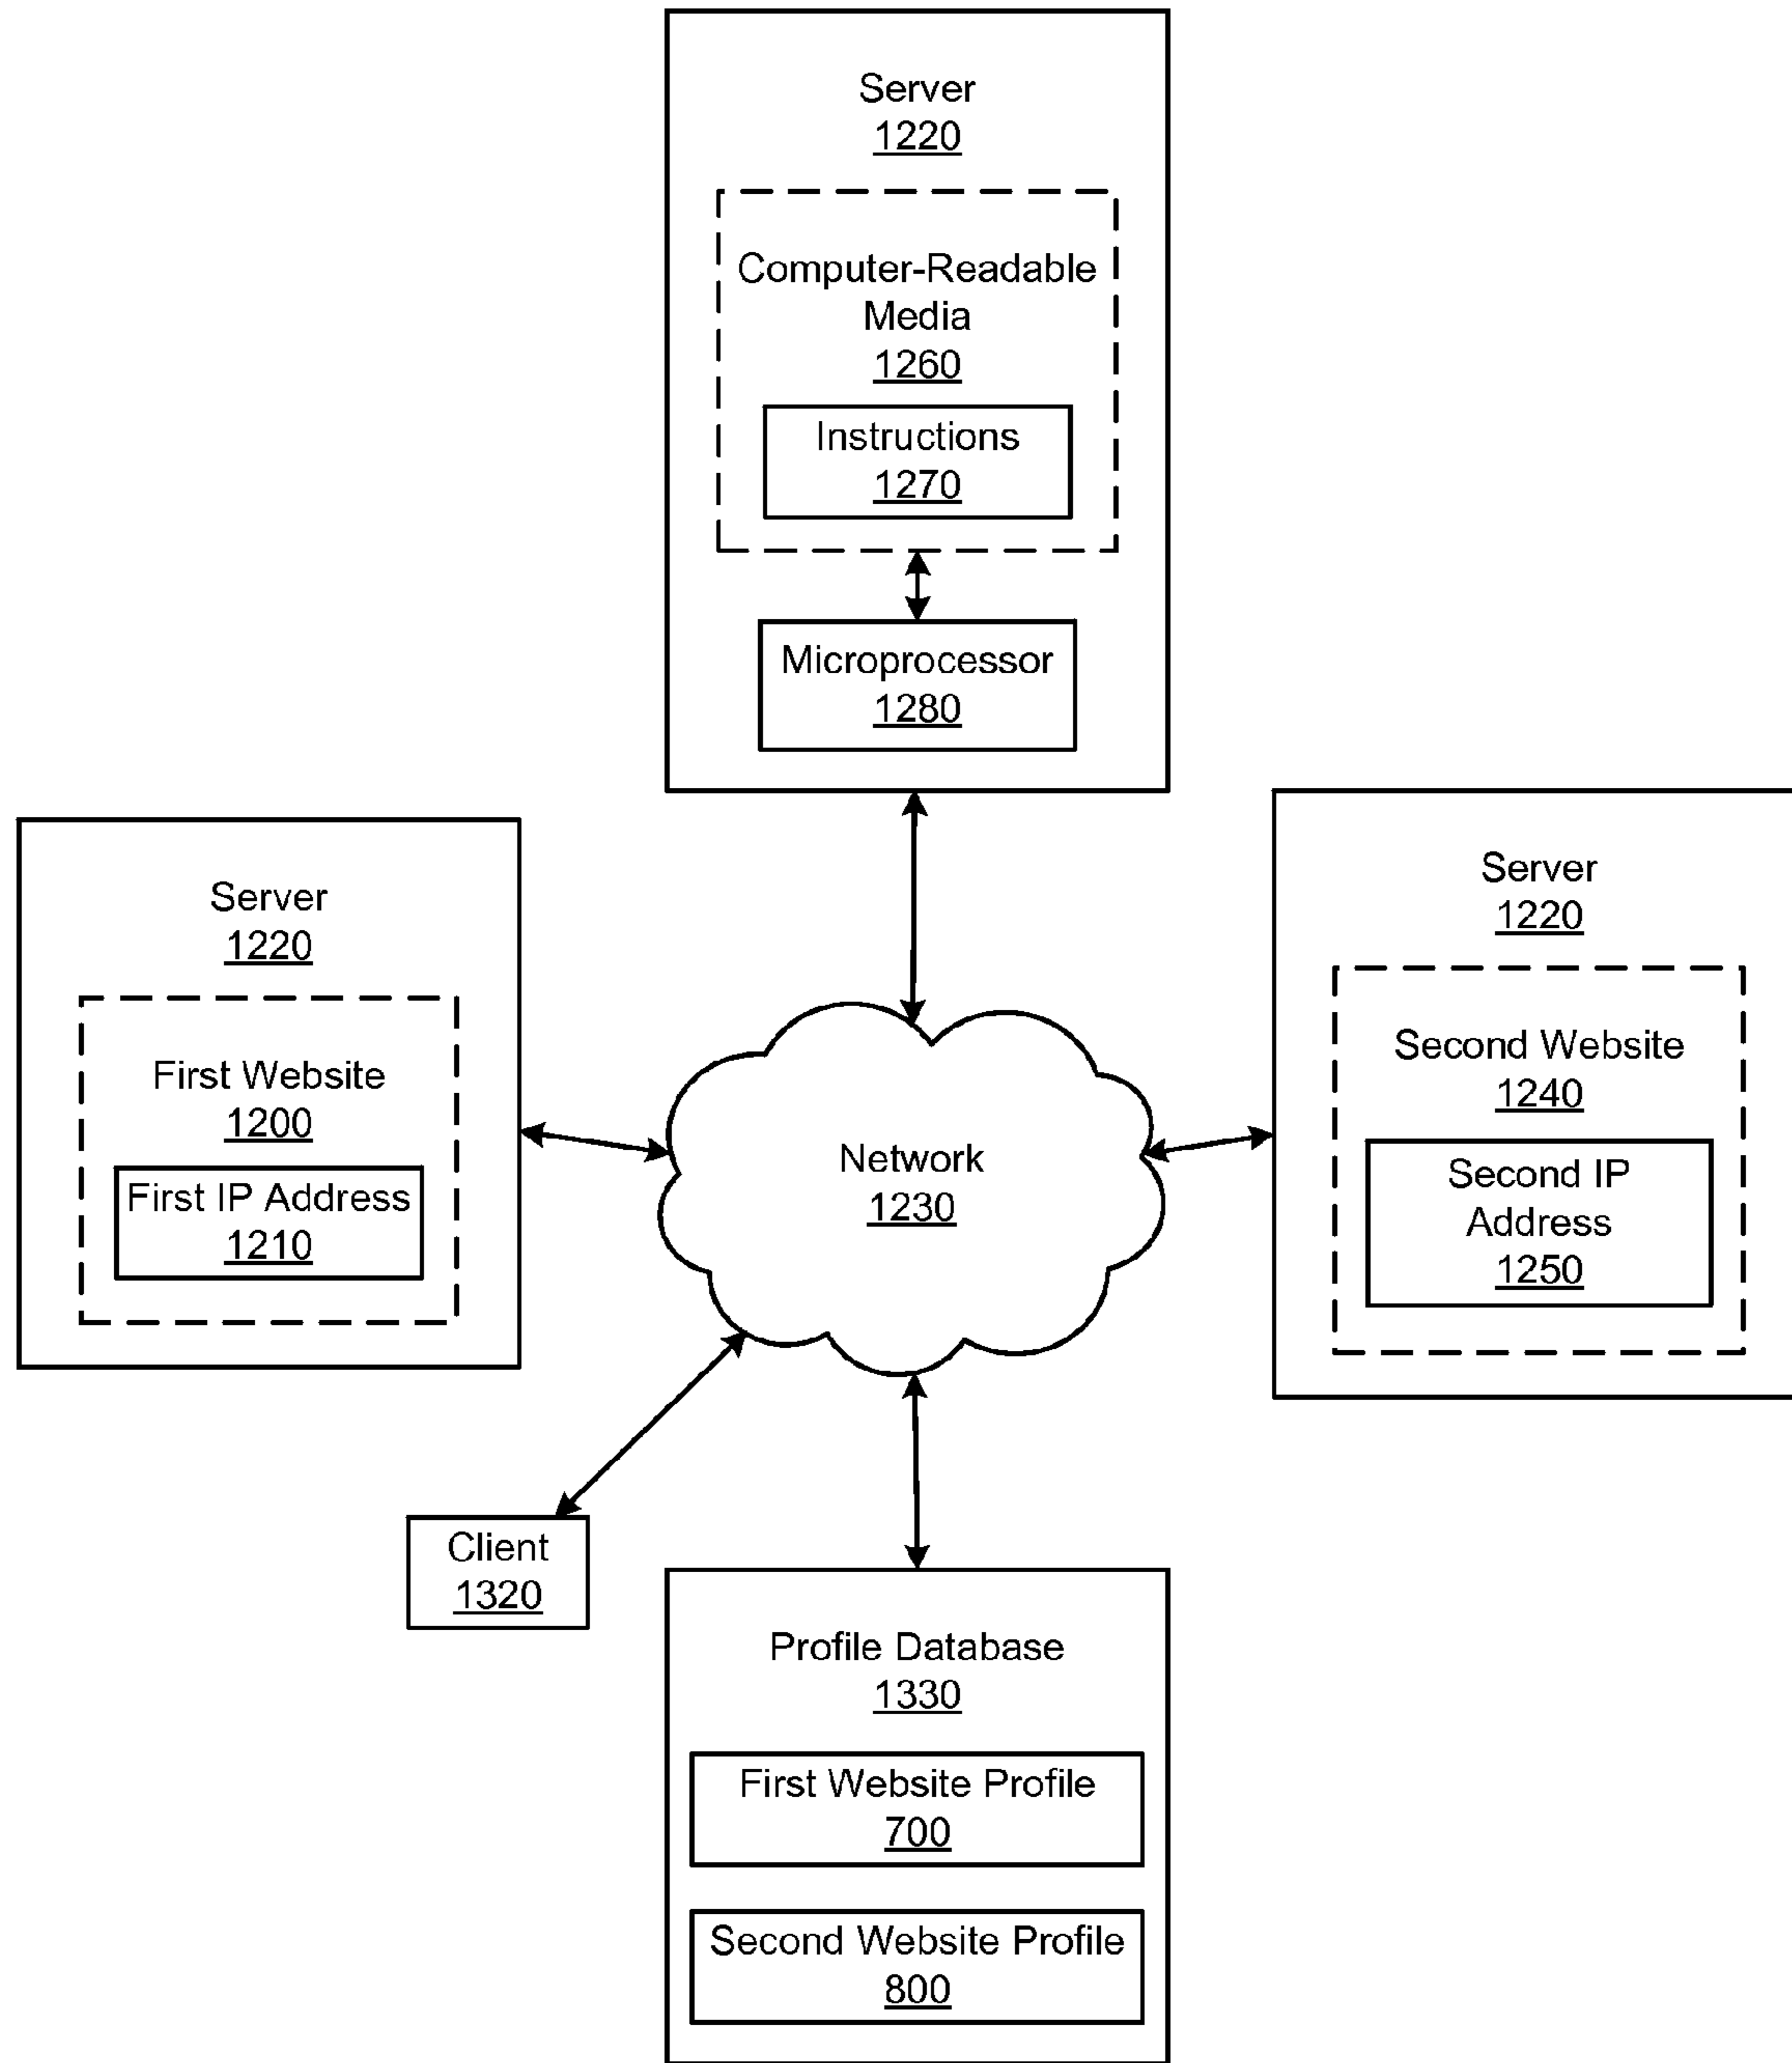 Server
1220
Computer-Readable
Media
1260
Instructions
1270
Microprocessor
1280
Server
1220
First Website
1200
First IP Address
1210
Network
1230
Server
1220
Second Website
1240
Second IP
Address
1250
Client
1320
Profile Database
1330
First Website Profile
700
Second Website Profile
800